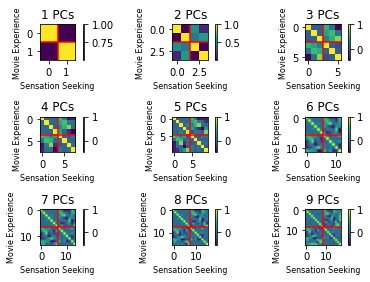 1 PCs
Movie Experience
0
1
0 1
Sensation Seeking
1.00
0.75
2 PCs
Movie Experience
0.0
2.5
0.0 2.5
Sensation Seeking
1.0
0.5
3 PCs
Movie Experience
0
5
0 5
Sensation Seeking
1
0
4 PCs
Movie Experience
0
5
0 5
Sensation Seeking
1
0
5 PCs
Movie Experience
0
5
0 5
Sensation Seeking
1
0
6 PCs
Movie Experience
0
10
0 10
Sensation Seeking
1
0
7 PCs
Movie Experience
0
10
0 10
Sensation Seeking
1
0
8 PCs
Movie Experience
0
10
0 10
Sensation Seeking
1
0
9 PCs
Movie Experience
0
10
0 10
Sensation Seeking
1
0